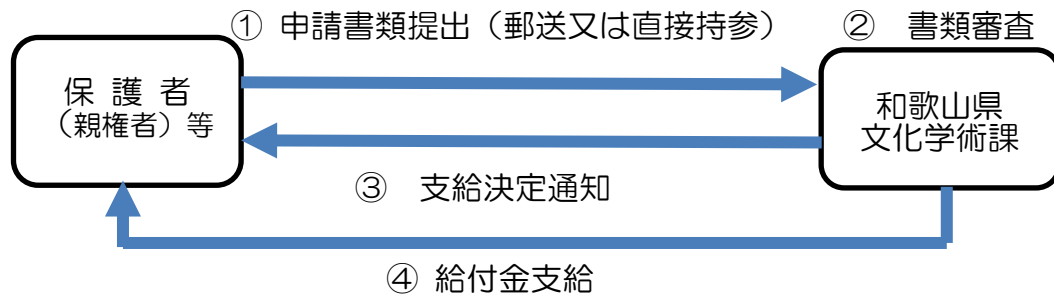 ① 申請書類提出（郵送又は直接持参）
② 書類審査
保 護 者
（親権者）等
和歌山県
文化学術課
③ 支給決定通知
④ 給付金支給